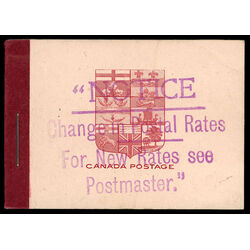 “NOTICE
Change in Postal Rates
For New Rates see
CANADA POSTAGE
Postmaster.”